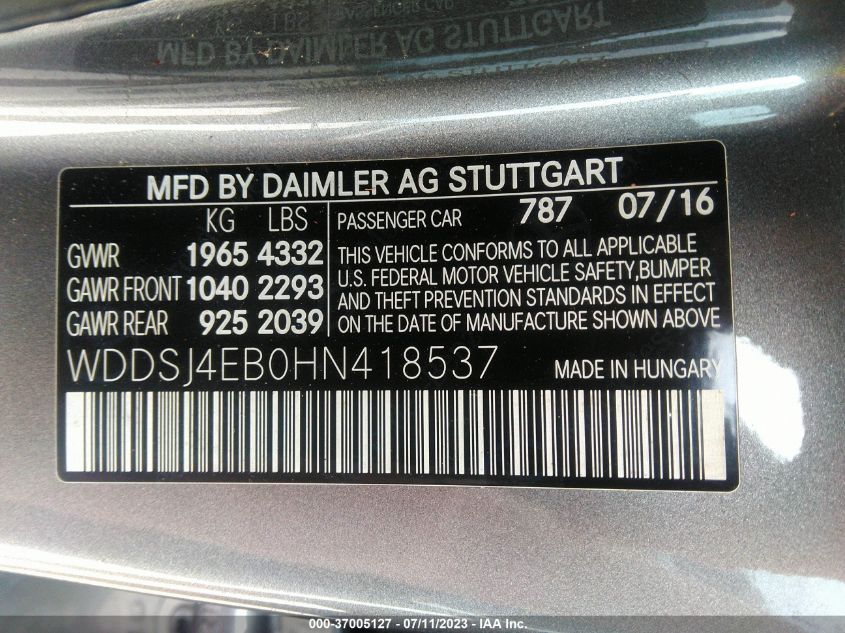 MFD BY DAIMLER AG STUTTGART
KG LBS
GVWR 1965 4332
GAWR FRONT 1040 2293
GAWR REAR 925 2039
PASSENGER CAR 787 07/16
THIS VEHICLE CONFORMS TO ALL APPLICABLE
U.S. FEDERAL MOTOR VEHICLE SAFETY,BUMPER
AND THEFT PREVENTION STANDARDS IN EFFECT
ON THE DATE OF MANUFACTURE SHOWN ABOVE
WDDSJ4EB0HN418537 MADE IN HUNGARY
000-37005127 - 07/11/2023 - IAA Inc.